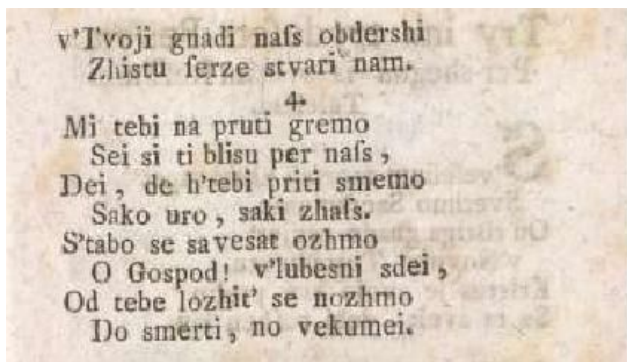 v'Tvoji gnadi naſs obdershi
Zhistu ſerze stvari nam.
4.
Mi tebi na pruti gremo
Sei si ti blisu per naſs,
Dei, de h'tebi priti smemo
Sako uro, saki zhaſs.
S'tabo se savesat ozhmo
O Gospod! v'lubesni sdei,
Od tebe lozhit' se nozhmo
Do smerti, no vekumei.